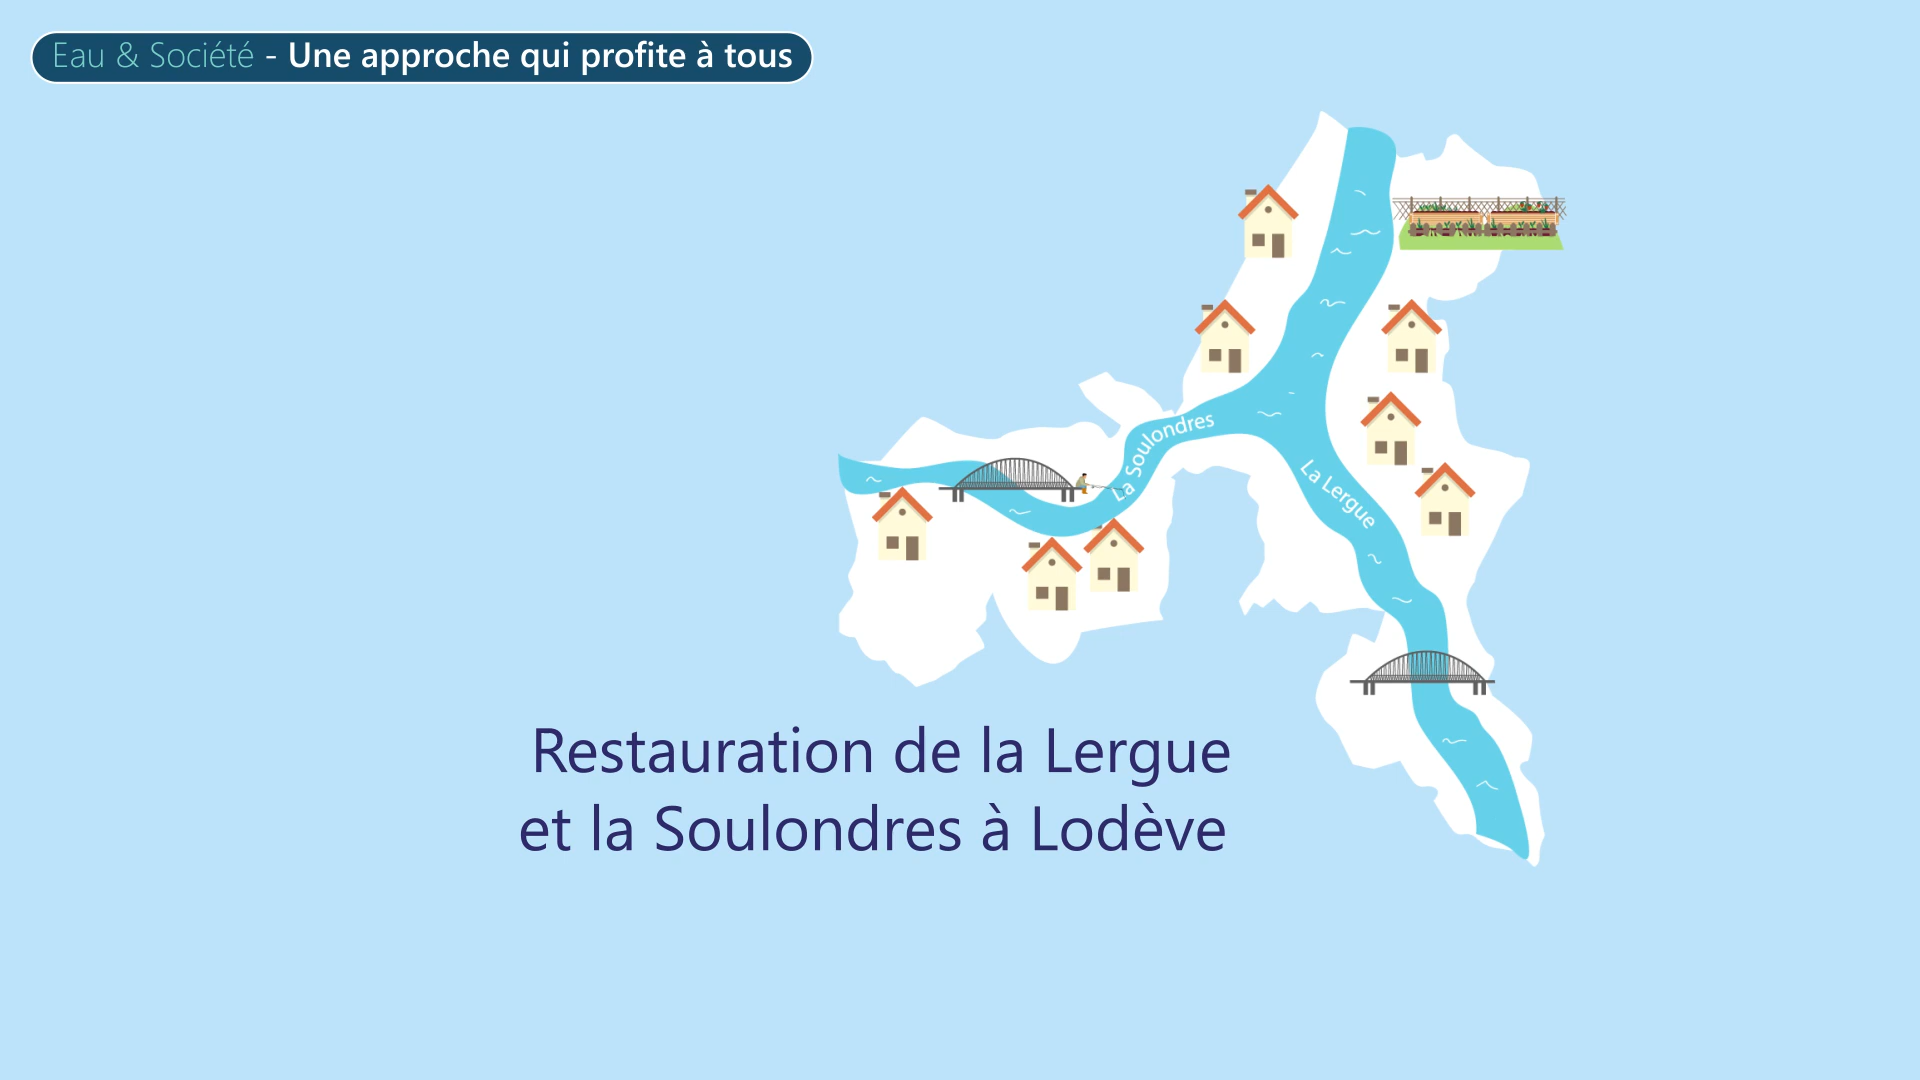 Eau & Société - Une approche qui profite à tous
La Soulondres
La Lergue
Restauration de la Lergue
et la Soulondres à Lodève